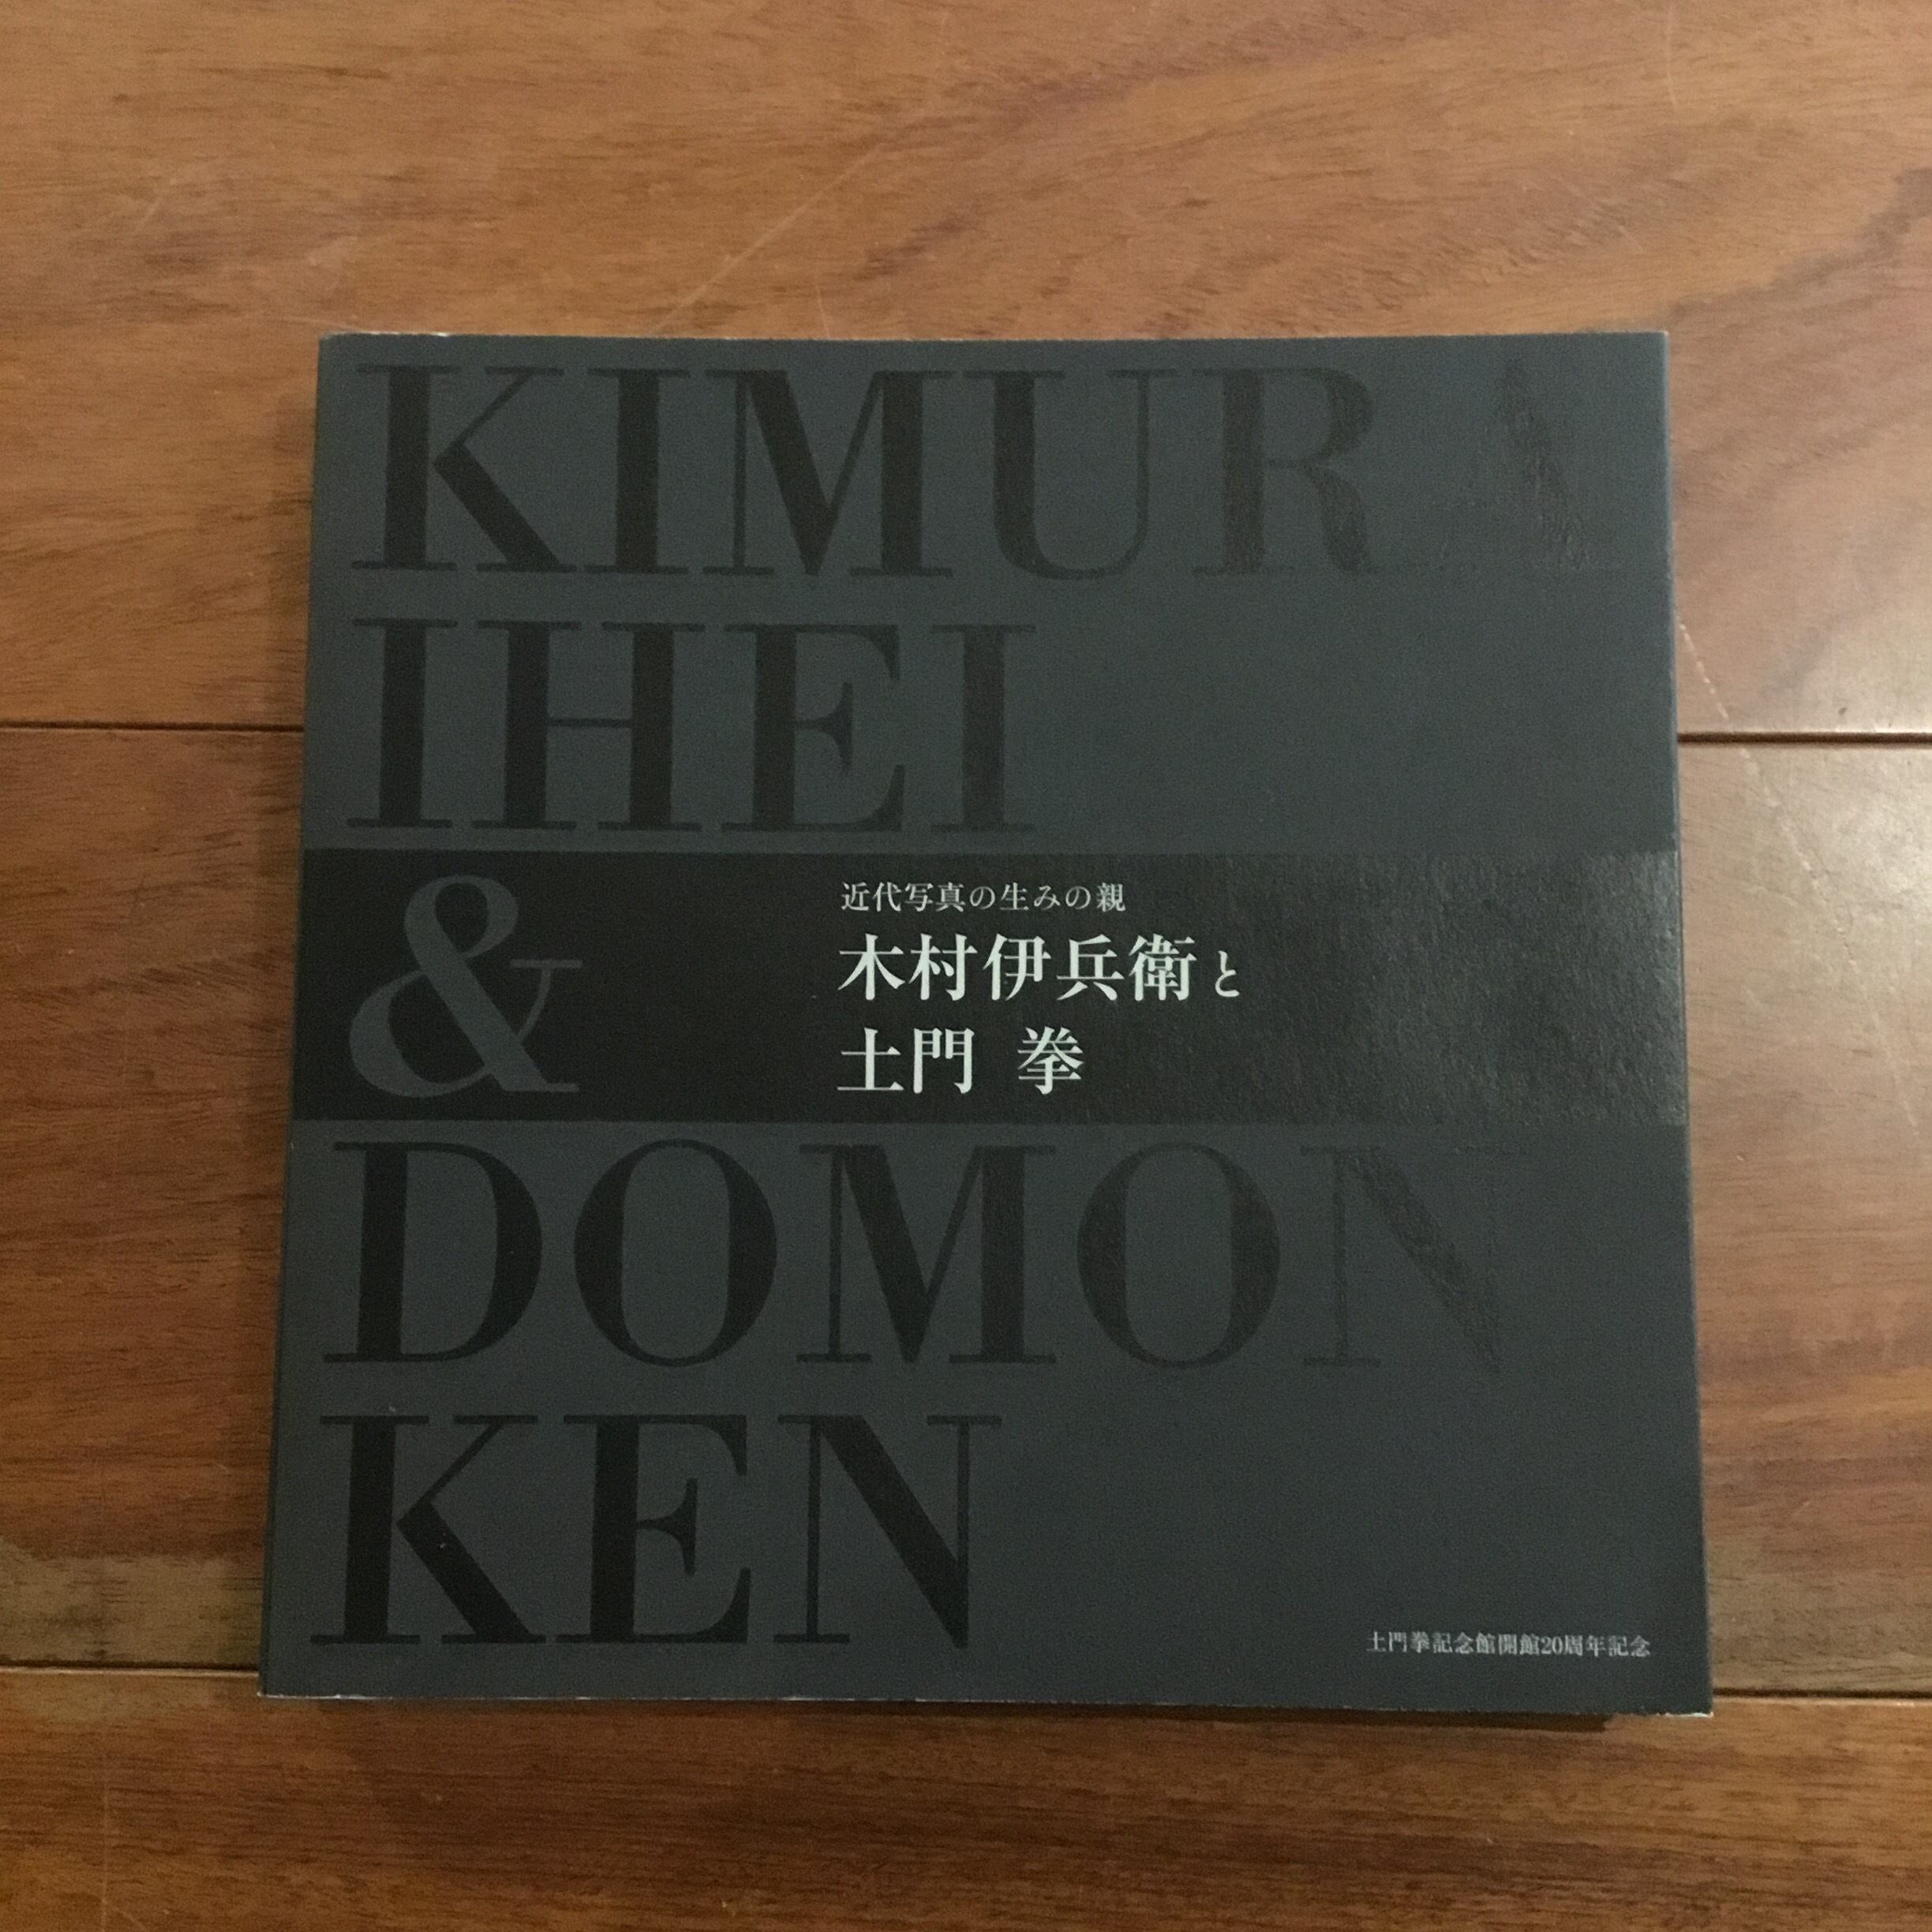 KIMURA
IHEI
&
近代写真の生みの親
木村伊兵衛と
土門 拳
DOMON
KEN
土門拳記念館開館20周年記念